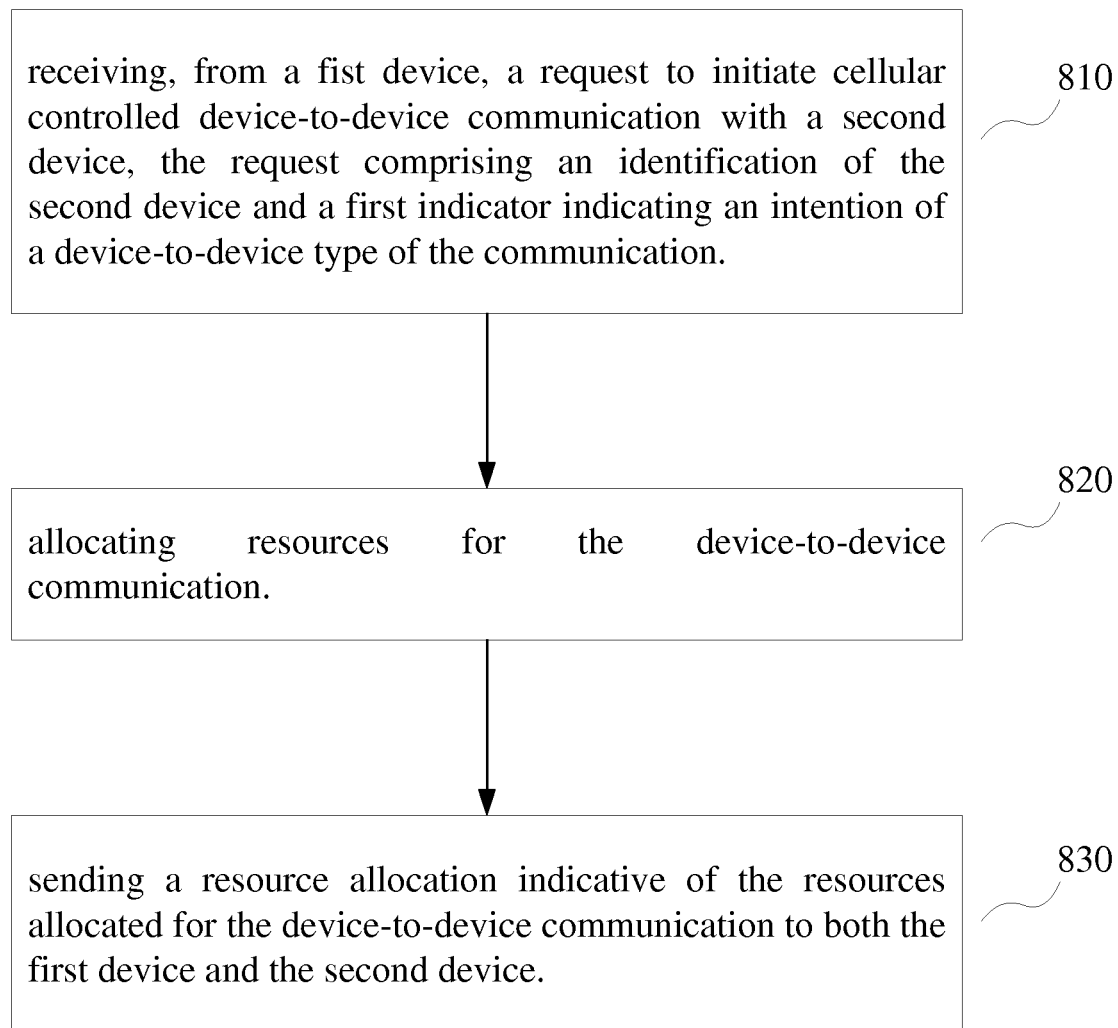 receiving, from a fist device, a request to initiate cellular
controlled device-to-device communication with a second
device, the request comprising an identification of the
second device and a first indicator indicating an intention of
a device-to-device type of the communication.
810
allocating resources for the device-to-device
communication.
820
sending a resource allocation indicative of the resources
allocated for the device-to-device communication to both the
first device and the second device.
830